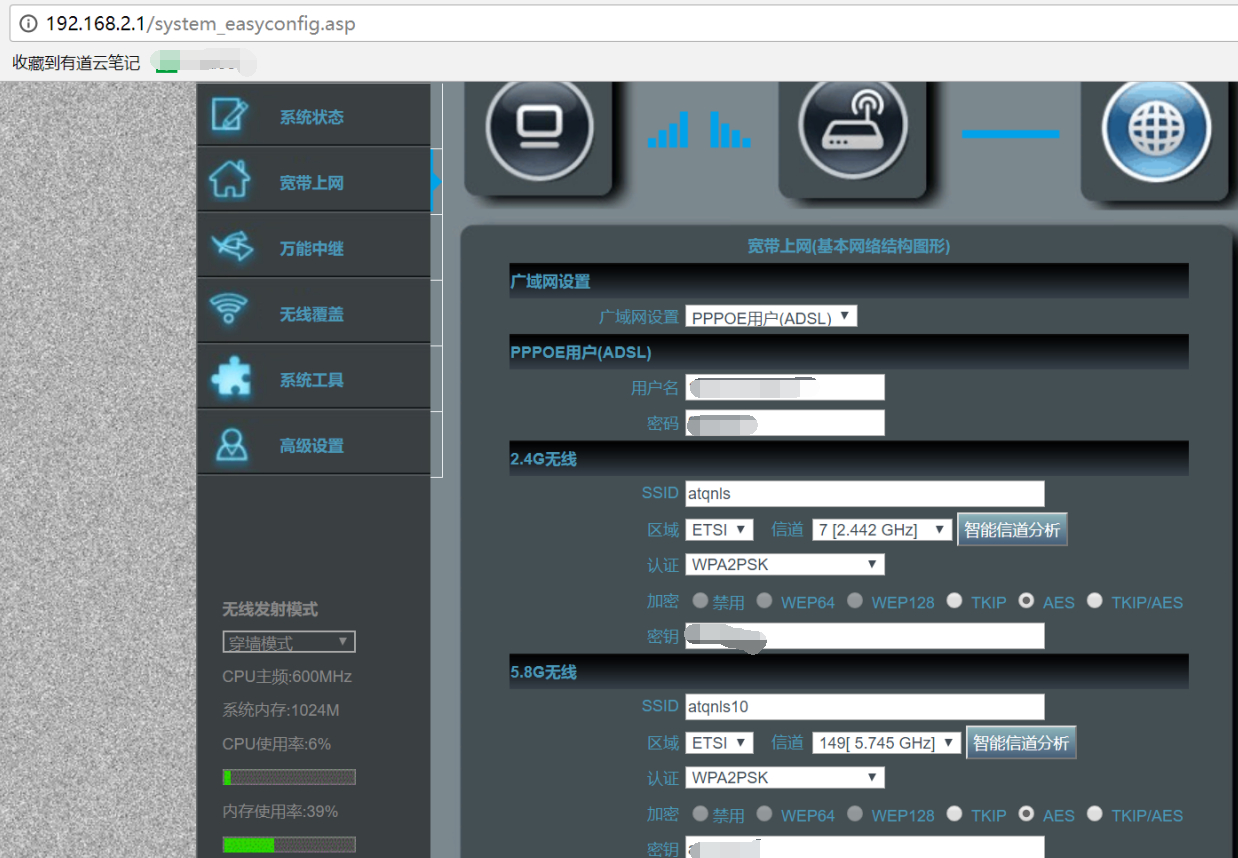 192.168.2.1/system_easyconfig.asp
收藏到有道云笔记
系统状态
宽带上网
万能中继
无线覆盖
系统工具
高级设置
无线发射模式
穿墙模式
CPU主频:600MHz
系统内存:1024M
CPU使用率:6%
内存使用率:39%
宽带上网(基本网络结构图形)
广域网设置
广域网设置 PPPOE用户(ADSL)
PPPOE用户(ADSL)
用户名
密码
2.4G无线
SSID atqnls
区域 ETSI 信道 7 [2.442 GHz] 智能信道分析
认证 WPA2PSK
加密 禁用 WEP64 WEP128 TKIP AES TKIP/AES
密钥
5.8G无线
SSID atqnls10
区域 ETSI 信道 149[ 5.745 GHz] 智能信道分析
认证 WPA2PSK
加密 禁用 WEP64 WEP128 TKIP AES TKIP/AES
密钥